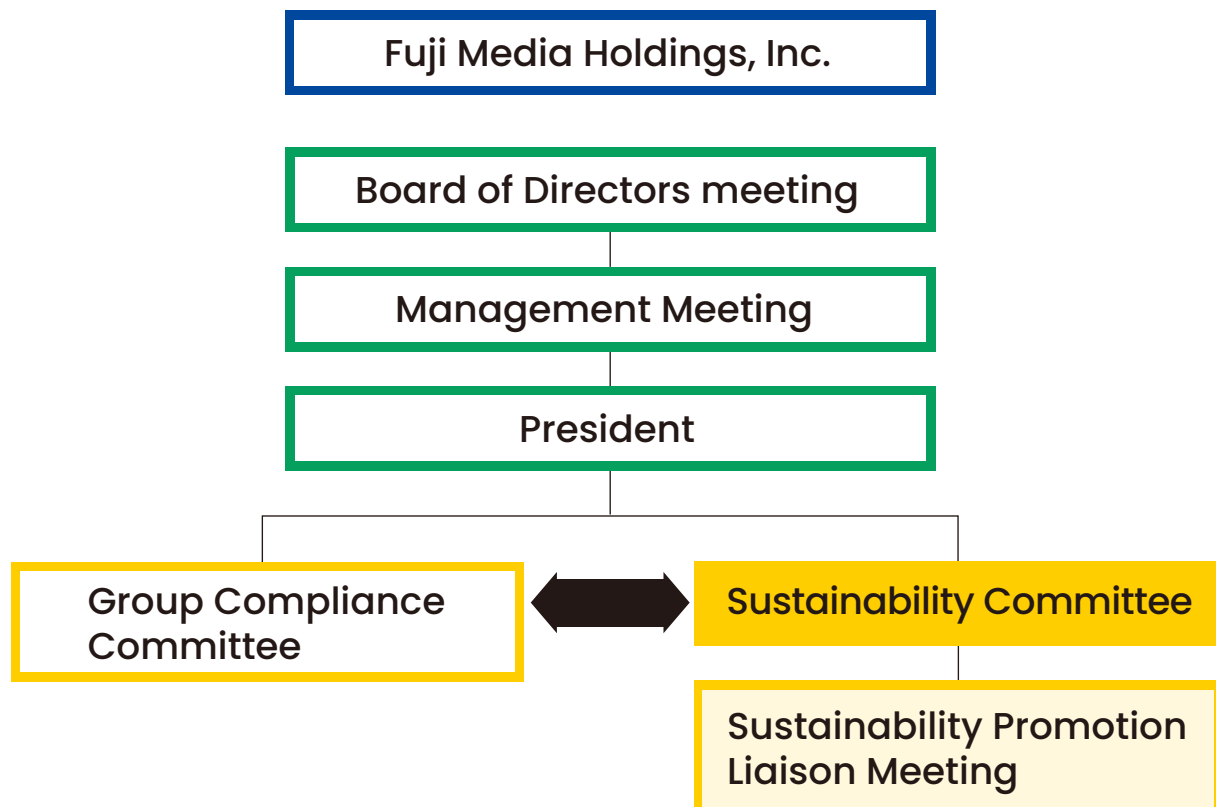 Fuji Media Holdings, Inc.
Board of Directors meeting
Management Meeting
President
Group Compliance
Committee
Sustainability Committee
Sustainability Promotion
Liaison Meeting